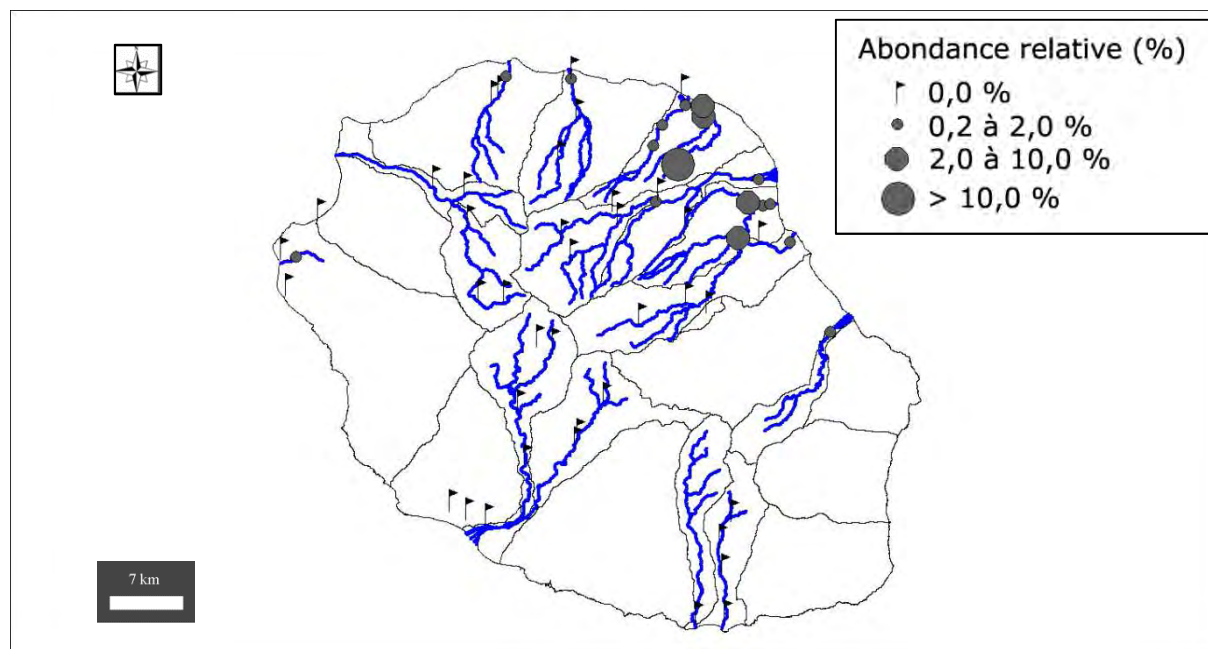 Abondance relative (%)
0,0 %
0,2 à 2,0 %
2,0 à 10,0 %
> 10,0 %
7 km